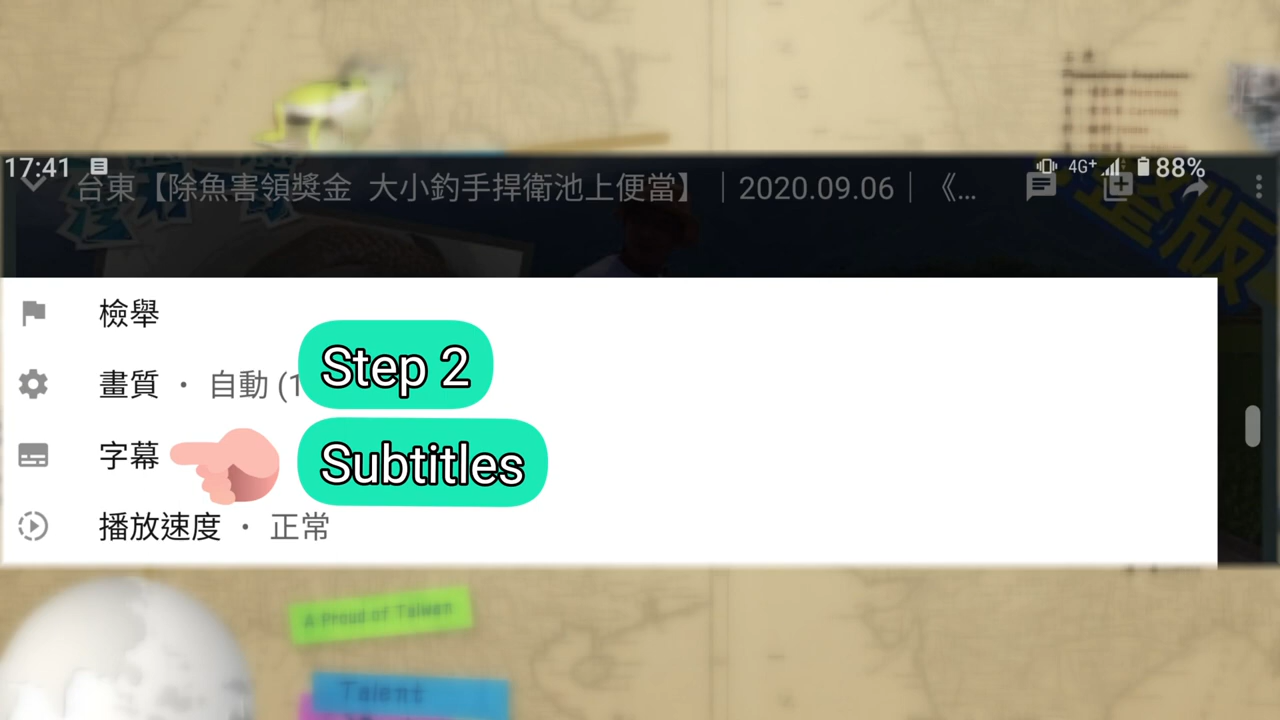 17:41
4G+
88%
台東【除魚害領獎金 大小釣手捍衛池上便當】｜2020.09.06｜《...
整版
檢舉
畫質 · 自動 (1
Step 2
字幕
Subtitles
播放速度 · 正常
A Proud of Taiwan
Talent